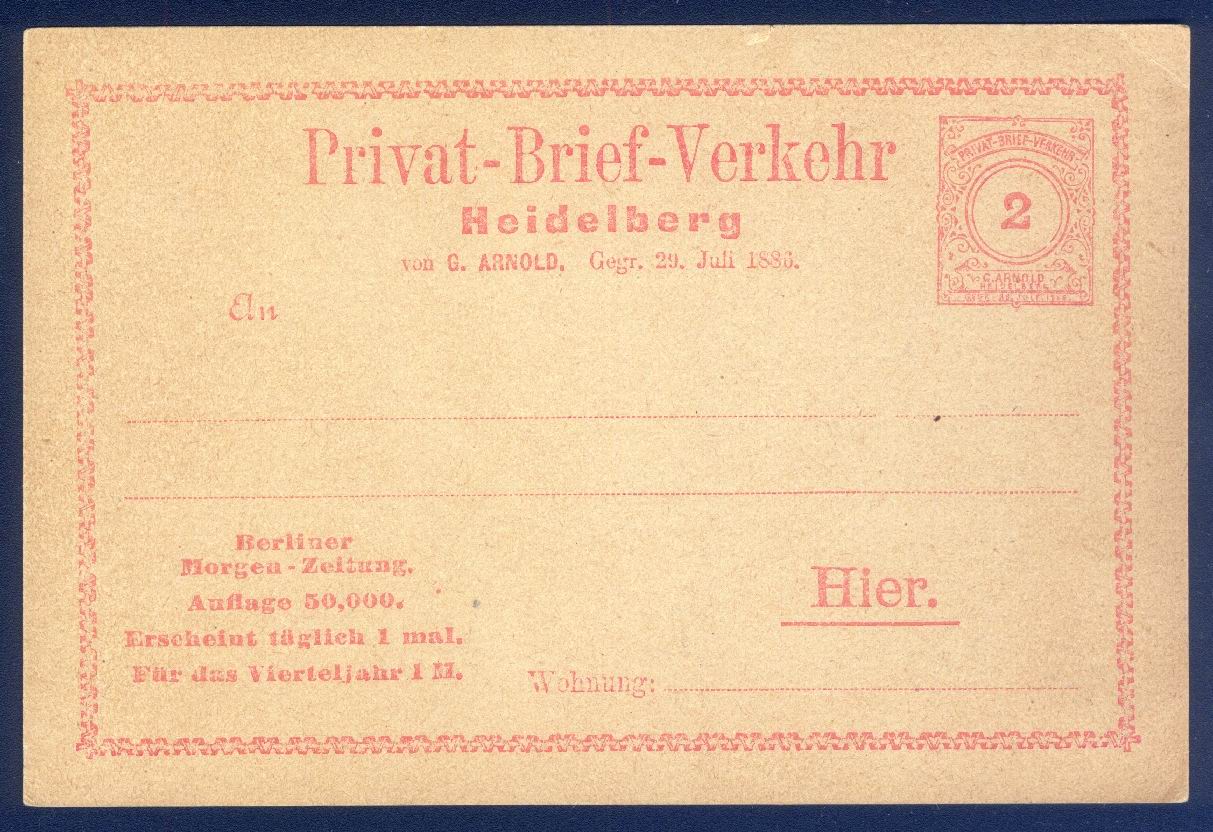 Privat-Brief-Verkehr
Heidelberg
von G. ARNOLD. Gegr. 29. Juli 1886.
PRIVAT-BRIEF-VERKEHR
2
G. ARNOLD
HEIDELBERG
An
Berliner
Morgen-Zeitung.
Auflage 50,000.
Erscheint täglich 1 mal.
Für das Vierteljahr 1 M.
Hier.
Wohnung: